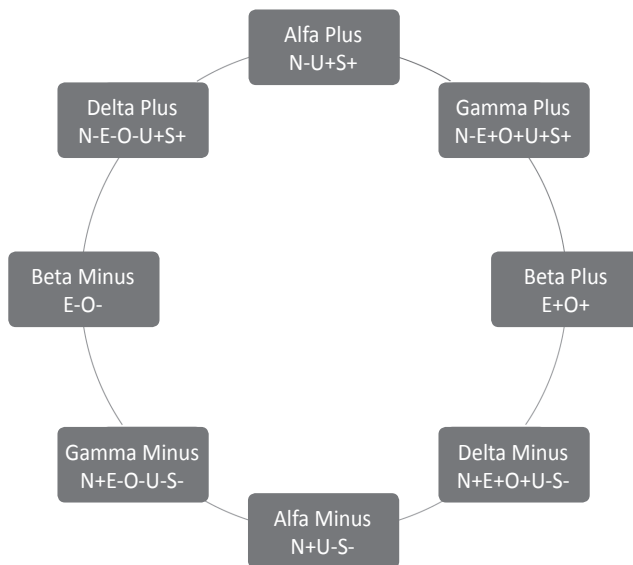 Alfa Plus
N-U+S+
Delta Plus
N-E-O-U+S+
Gamma Plus
N-E+O+U+S+
Beta Minus
E-O-
Beta Plus
E+O+
Gamma Minus
N+E-O-U-S-
Delta Minus
N+E+O+U-S-
Alfa Minus
N+U-S-